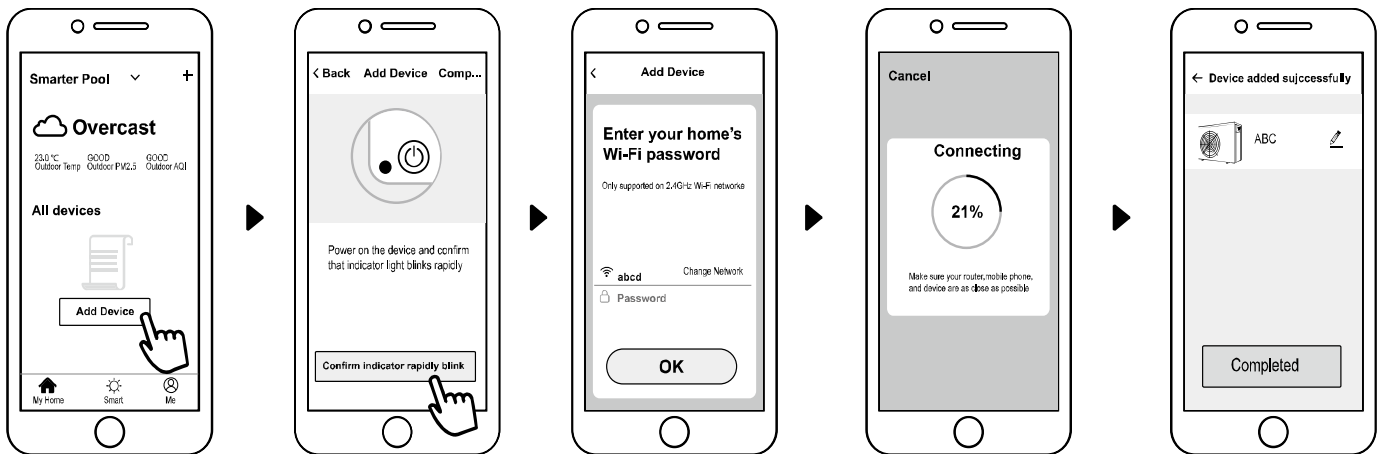 Smarter Pool +
Overcast
23.0 ℃ GOOD GOOD
Outdoor Temp Outdoor PM2.5 Outdoor AQI
All devices
Add Device
My Home Smart Me
< Back Add Device Comp...
Power on the device and confirm
that indicator light blinks rapidly
Confirm indicator rapidly blink
< Add Device
Enter your home's
Wi-Fi password
Only supported on 2.4GHz Wi-Fi networke
abcd Change Network
Password
OK
Cancel
Connecting
21%
Make sure your router,mobile phone,
and device are as close as possible
← Device added sujccessfully
ABC
Completed